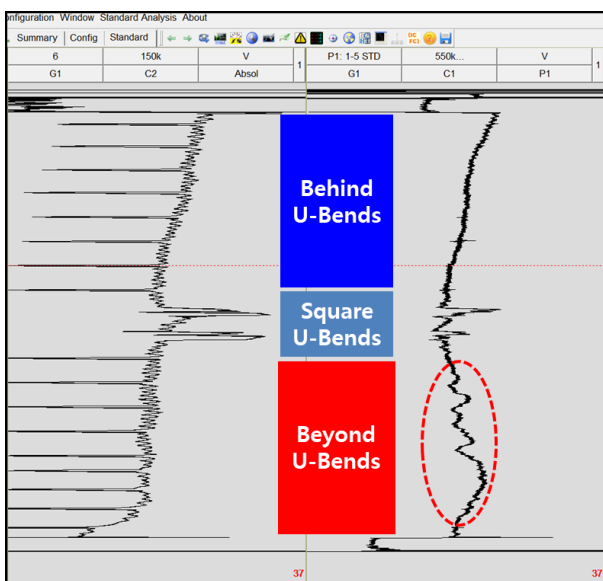 onfiguration Window Standard Analysis About
Summary Config Standard
6 150k V 1 P1: 1-5 STD 550k... V 1
G1 C2 Absol G1 C1 P1
Behind
U-Bends
Square
U-Bends
Beyond
U-Bends
37 37